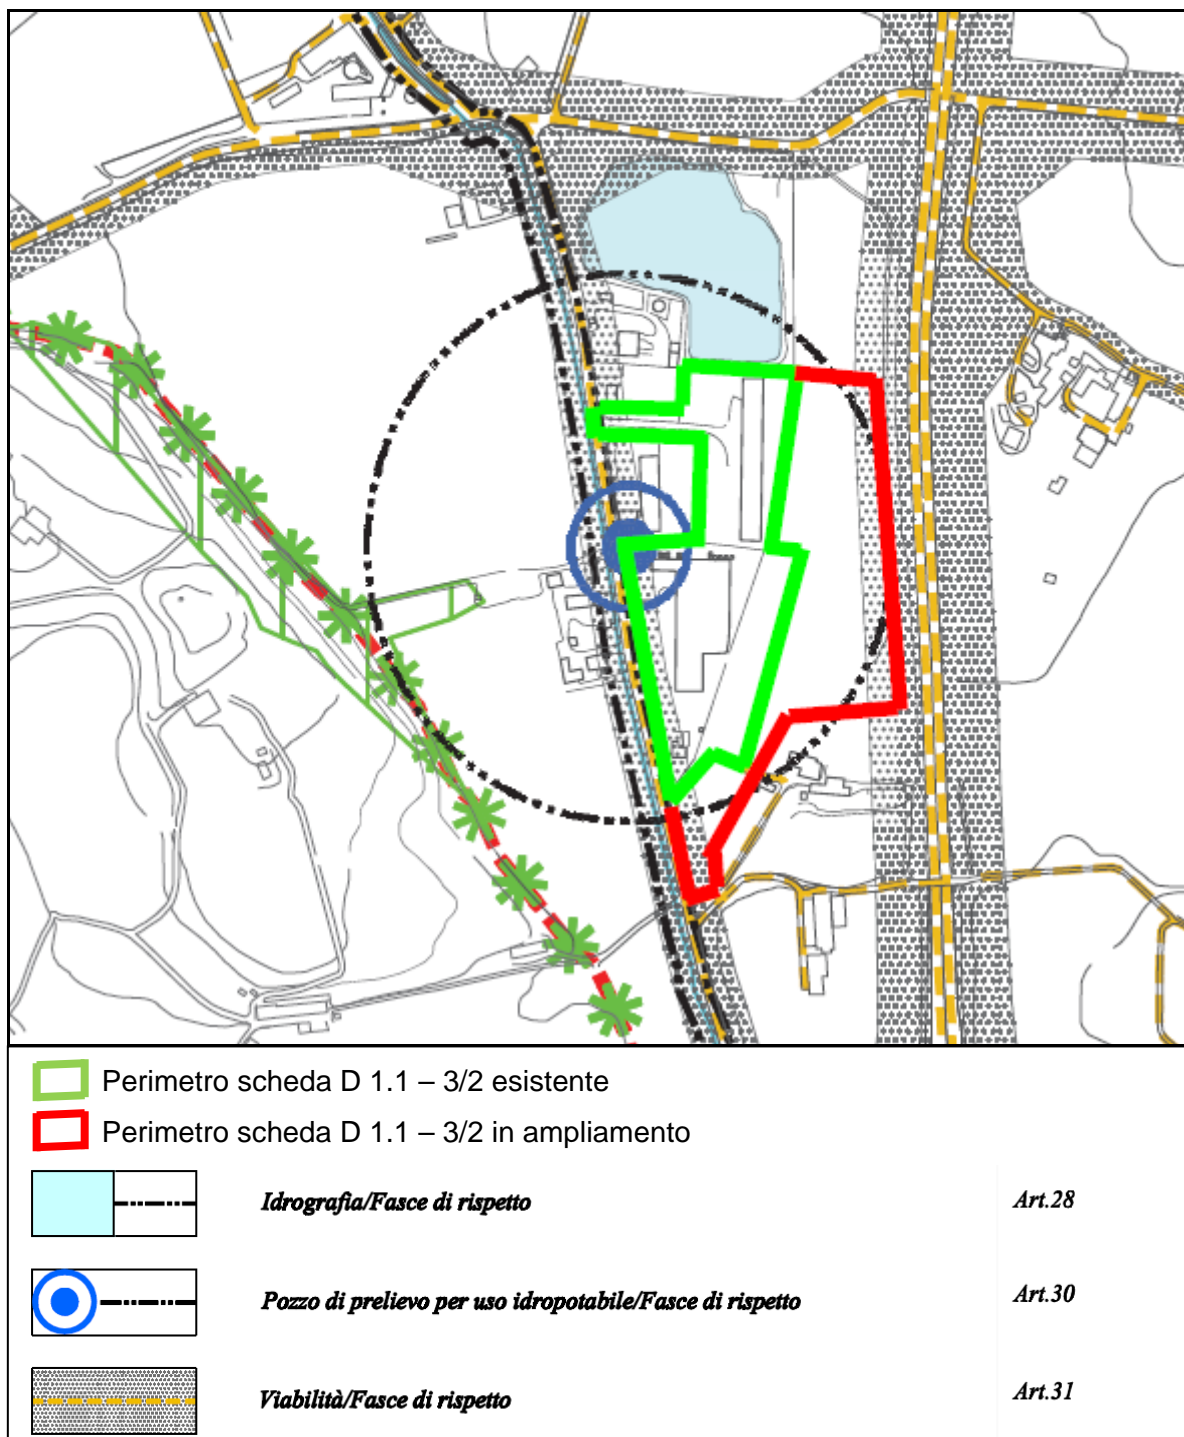 Perimetro scheda D 1.1 – 3/2 esistente
Perimetro scheda D 1.1 – 3/2 in ampliamento
Idrografia/Fasce di rispetto Art.28
Pozzo di prelievo per uso idropotabile/Fasce di rispetto Art.30
Viabilità/Fasce di rispetto Art.31